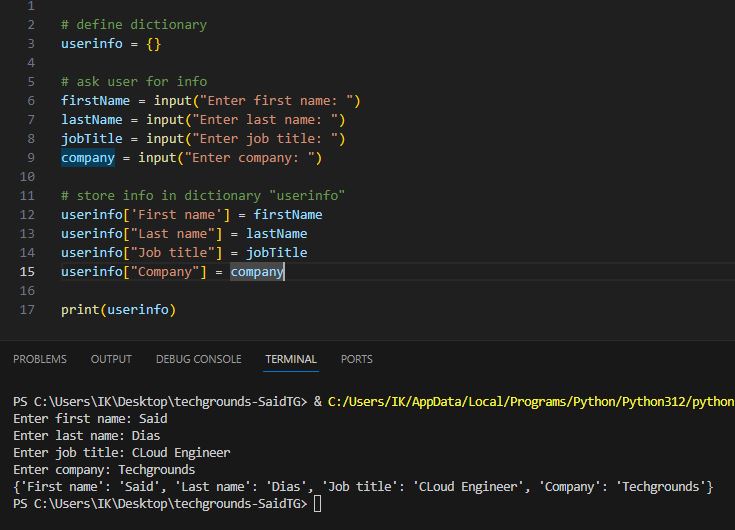 1
2 # define dictionary
3 userinfo = {}
4
5 # ask user for info
6 firstName = input("Enter first name: ")
7 lastName = input("Enter last name: ")
8 jobTitle = input("Enter job title: ")
9 company = input("Enter company: ")
10
11 # store info in dictionary "userinfo"
12 userinfo['First name'] = firstName
13 userinfo["Last name"] = lastName
14 userinfo["Job title"] = jobTitle
15 userinfo["Company"] = company
16
17 print(userinfo)
PROBLEMS OUTPUT DEBUG CONSOLE TERMINAL PORTS
PS C:\Users\IK\Desktop\techgrounds-SaidTG> & C:/Users/IK/AppData/Local/Programs/Python/Python312/python
Enter first name: Said
Enter last name: Dias
Enter job title: CLoud Engineer
Enter company: Techgrounds
{'First name': 'Said', 'Last name': 'Dias', 'Job title': 'CLoud Engineer', 'Company': 'Techgrounds'}
PS C:\Users\IK\Desktop\techgrounds-SaidTG>